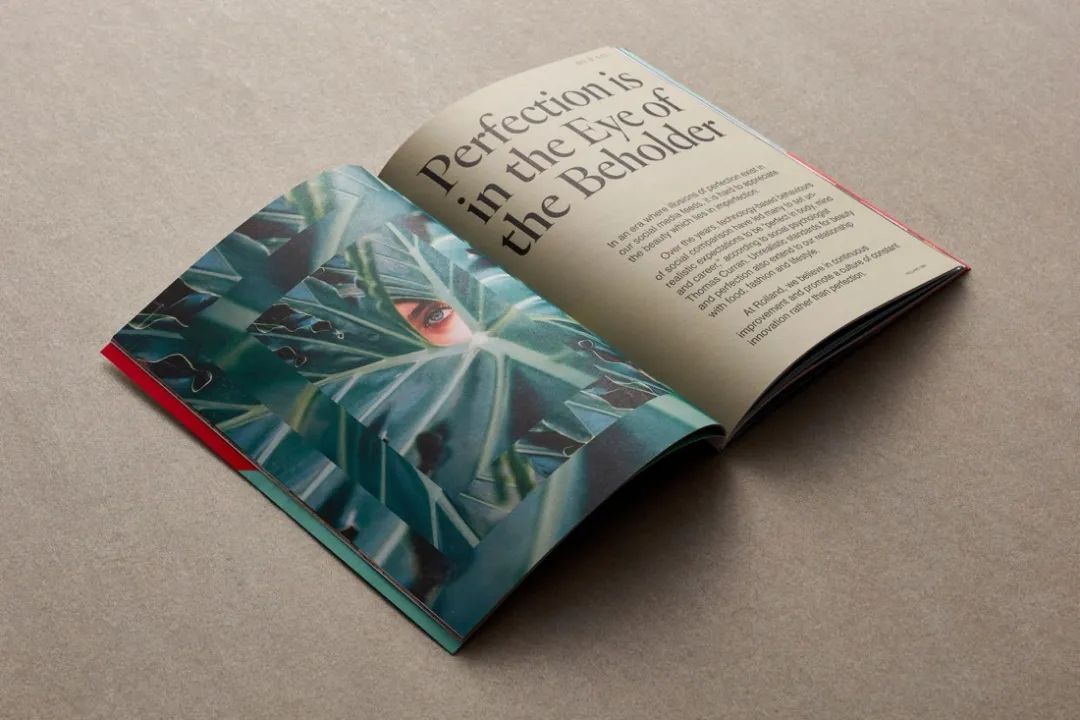 Perfection is
in the Eye of
the Beholder
In an era where illusions of perfection exist in
our social media feeds, it is hard to appreciate
the beauty which lies in imperfection.
Over the years, technology-based behaviours
of social comparison have led many to set un-
realistic expectations to be “perfect in body, mind
and career,” according to social psychologist
Thomas Curran. Unrealistic standards for beauty
and perfection also extend to our relationship
with food, fashion and lifestyle.
At Rolland, we believe in continuous
improvement and promote a culture of constant
innovation rather than perfection.